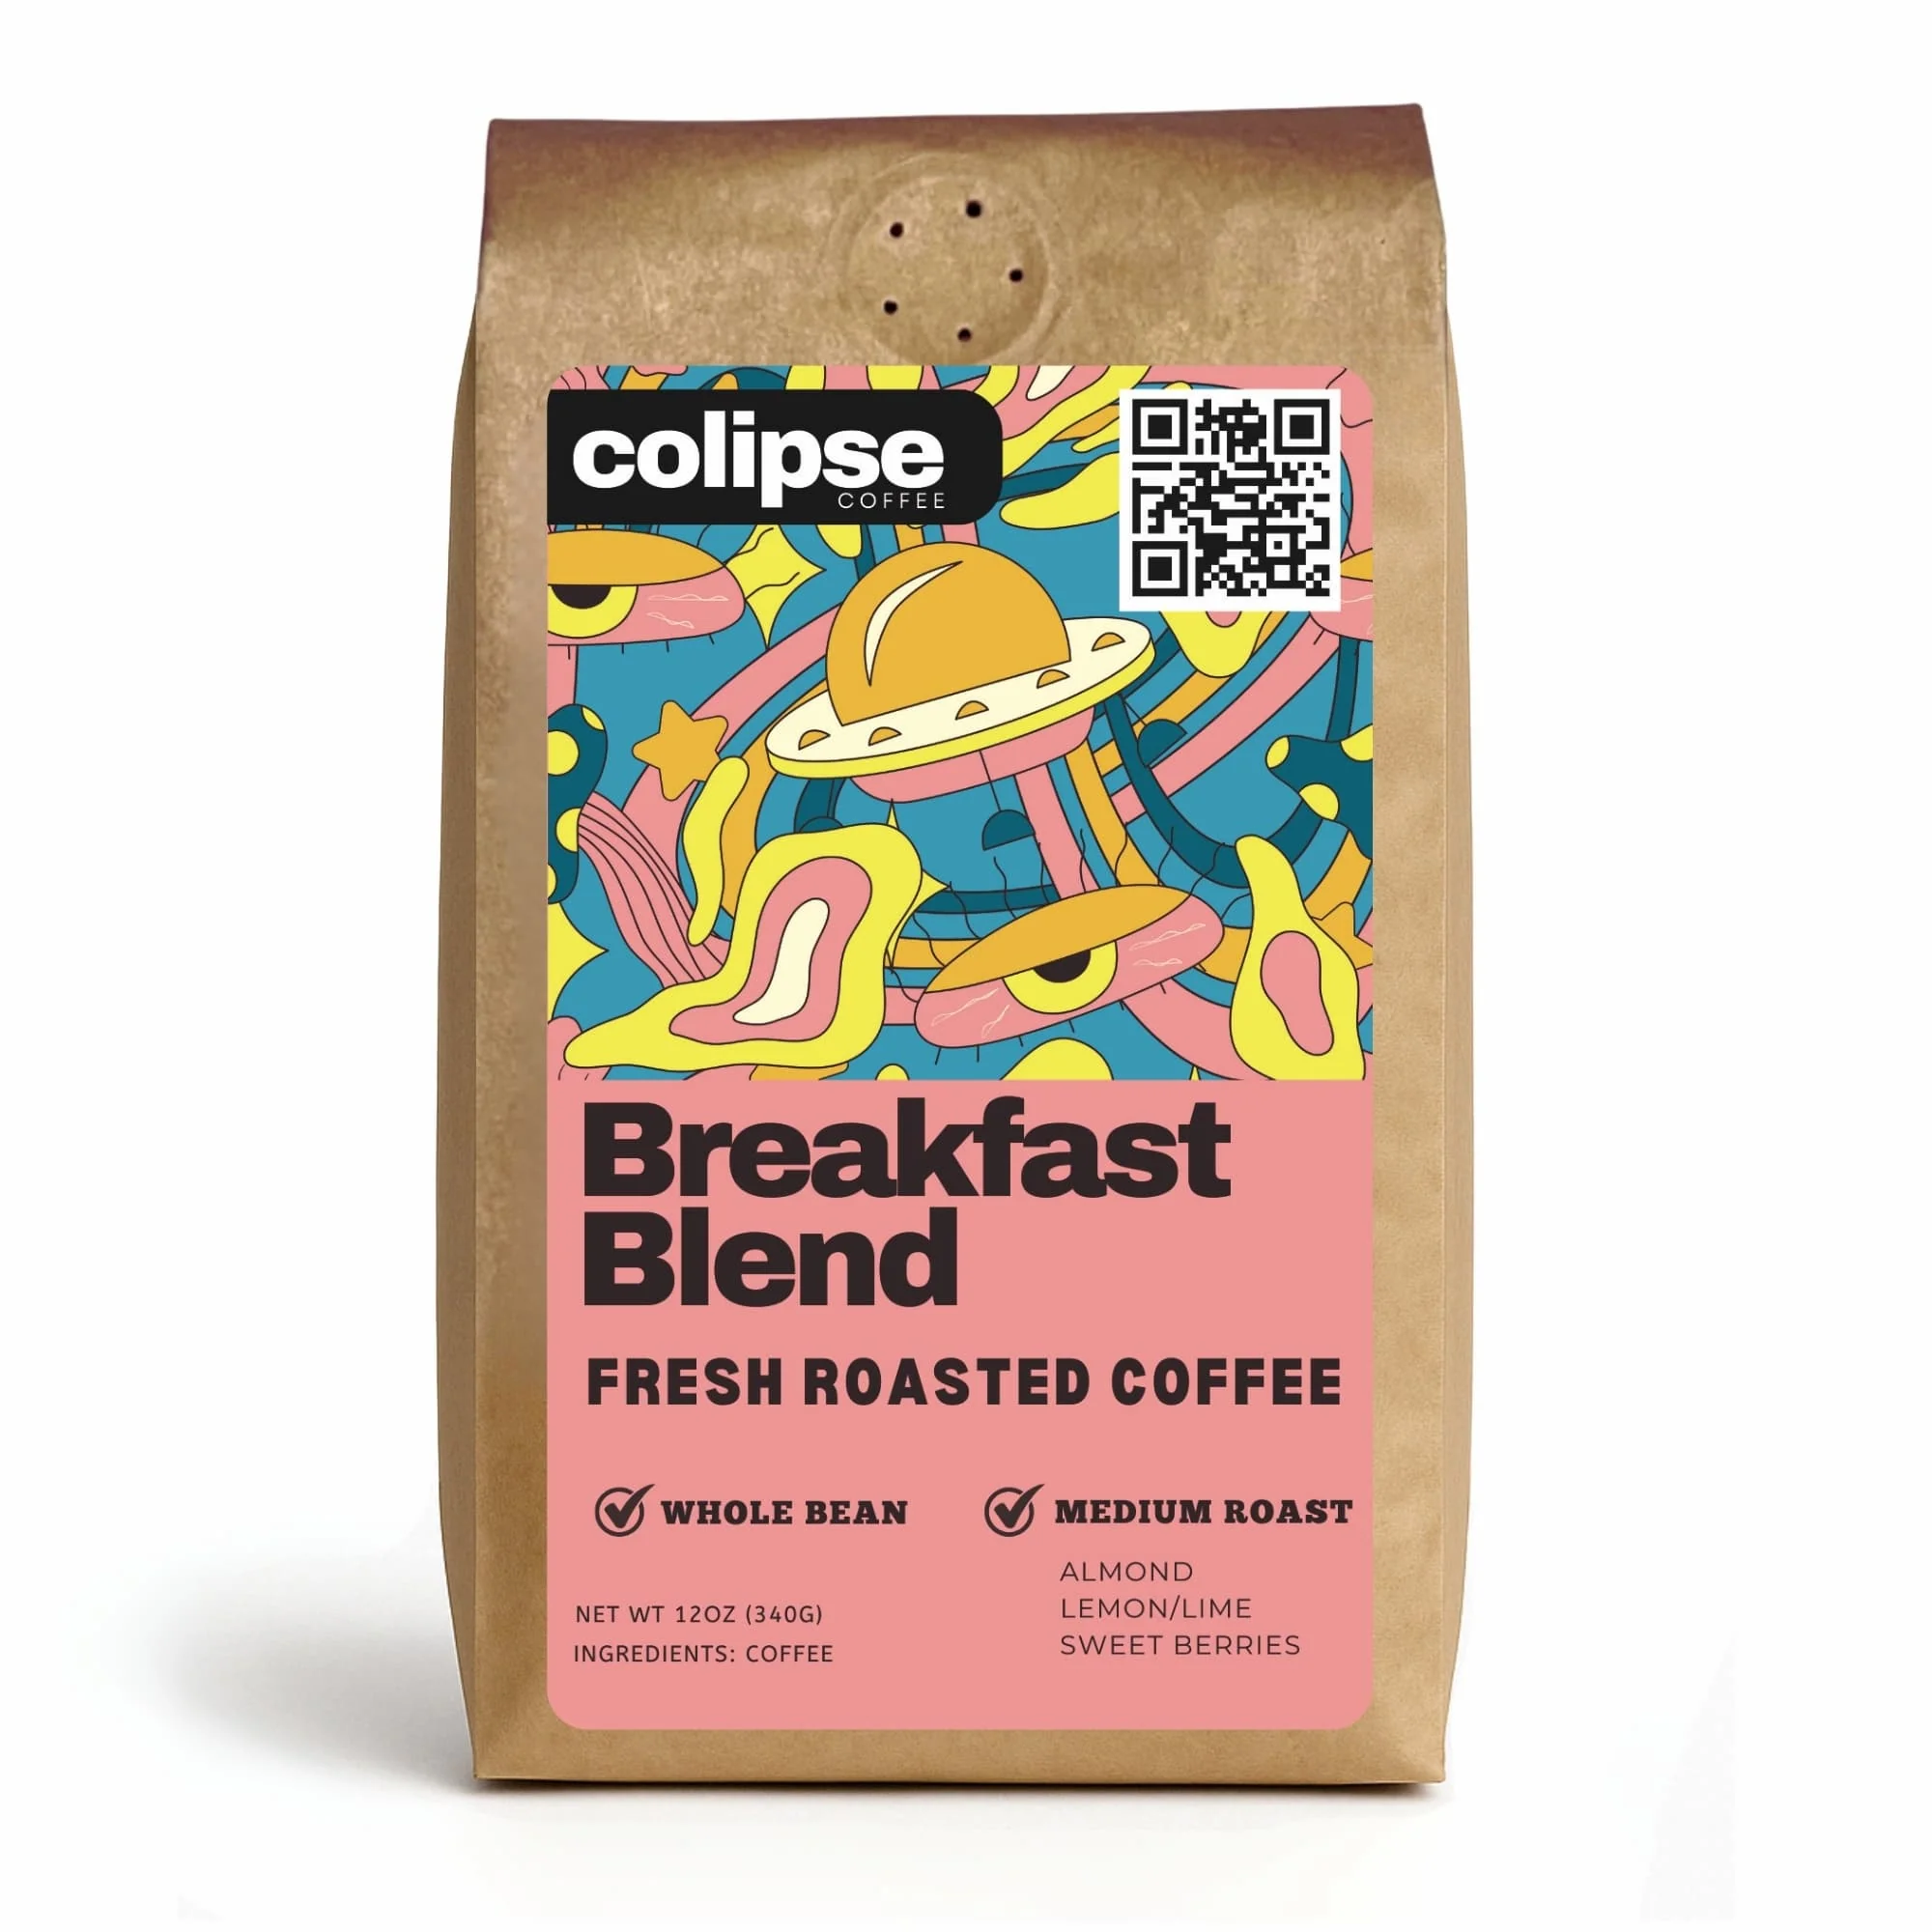 colipse
COFFEE
Breakfast
Blend
FRESH ROASTED COFFEE
WHOLE BEAN
MEDIUM ROAST
ALMOND
LEMON/LIME
SWEET BERRIES
NET WT 12OZ (340G)
INGREDIENTS: COFFEE